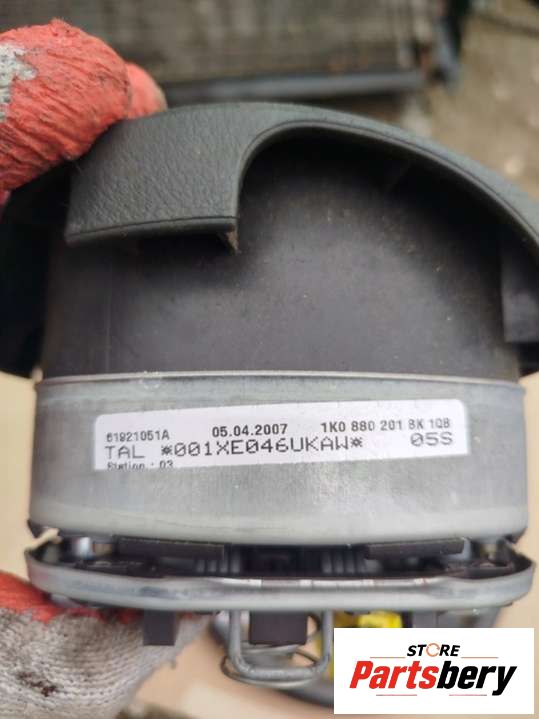 61921051A 05.04.2007 1K0 880 201 BK 1QB
TAL *001XE046UKAW* 05S
Station : 03
STORE
Partsbery